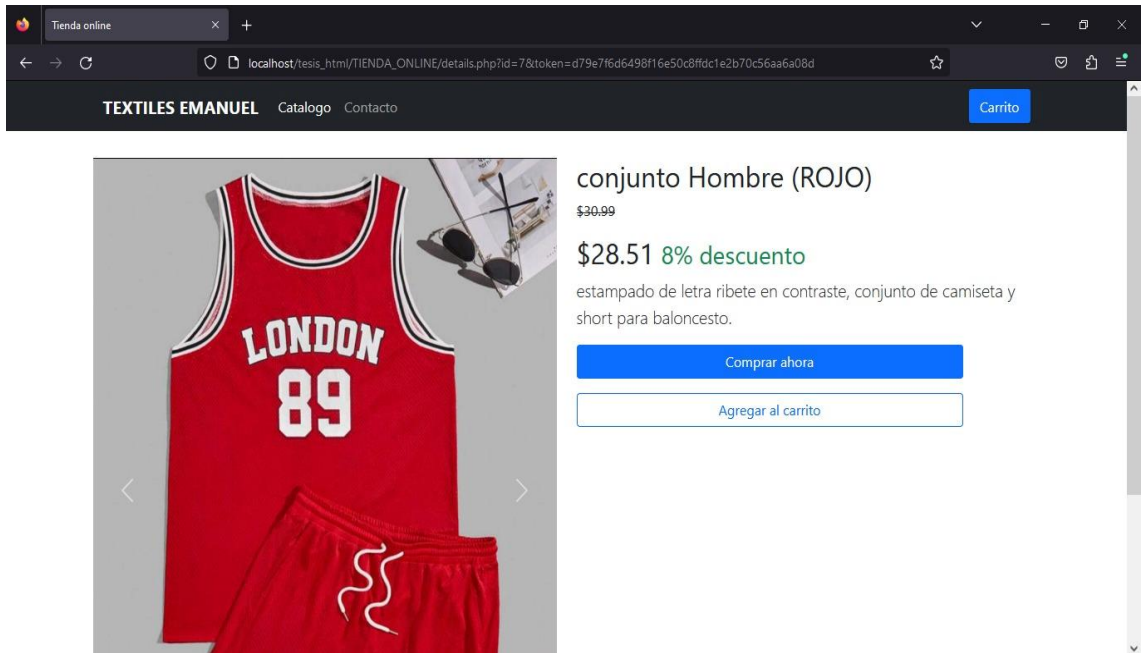 Tienda online
localhost/tesis_html/TIENDA_ONLINE/details.php?id=7&token=d79e7f6d6498f16e50c8ffdc1e2b70c56aa6a08d
TEXTILES EMANUEL Catalogo Contacto Carrito
conjunto Hombre (ROJO)
$30.99
$28.51 8% descuento
estampado de letra ribete en contraste, conjunto de camiseta y
short para baloncesto.
Comprar ahora
Agregar al carrito
LONDON
89